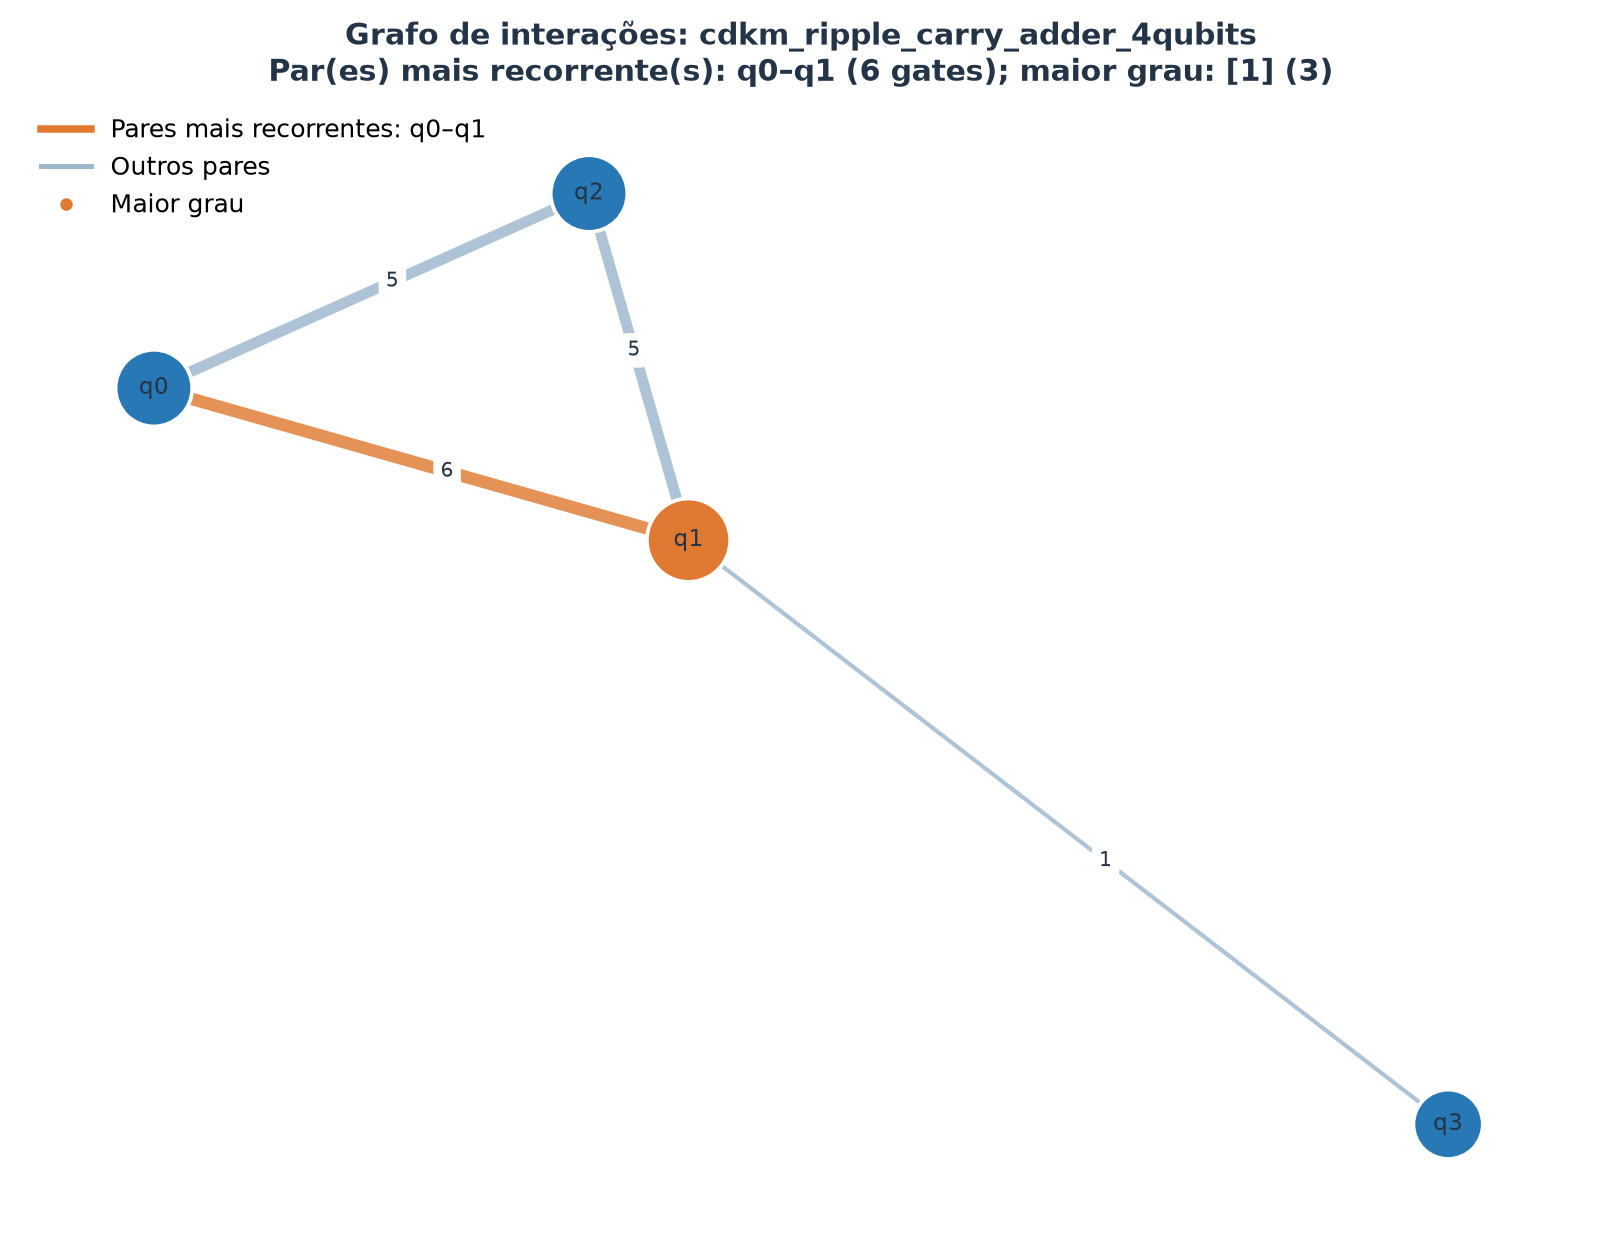 Grafo de interações: cdkm_ripple_carry_adder_4qubits
Par(es) mais recorrente(s): q0–q1 (6 gates); maior grau: [1] (3)
Pares mais recorrentes: q0–q1
Outros pares
Maior grau
q2
5
5
q0
6
q1
1
q3